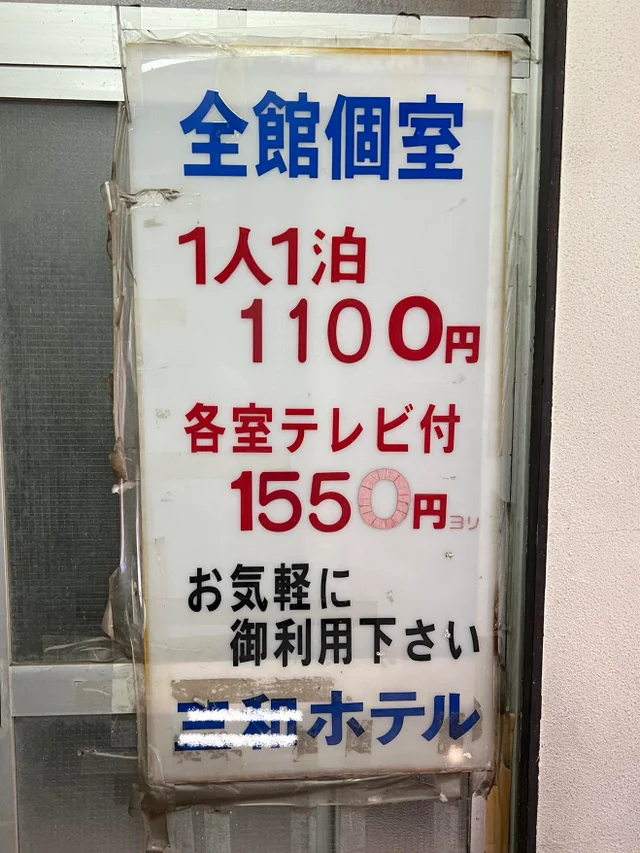 全館個室
1人1泊
1100円
各室テレビ付
1550円ヨリ
お気軽に
御利用下さい
三和ホテル